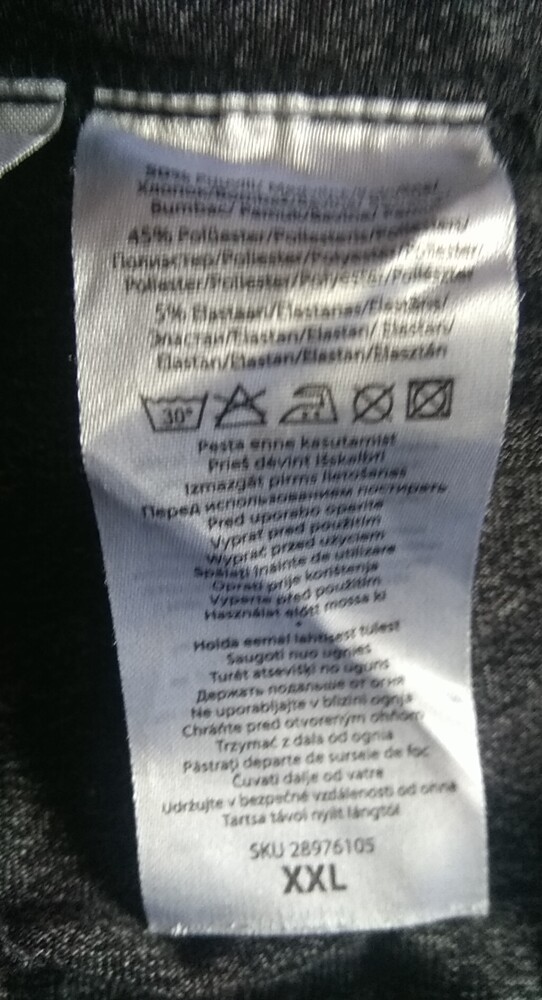 Bumbac/ Pamuk/Bavlna/
45% Polüester/Poliesteris/
Полиэстер/Poliester/Polyester/Poliester/
Poliester/Poliester/Polyester/Poliészter
5% Elastaan/Elastanas/Elastāns/
Эластан/Elastan/Elastan/ Elastan/
Elastan/Elastan/Elastan/Elasztán
30°
Pesta enne kasutamist
Prieš dėvint išskalbti
Izmazgāt pirms lietošanas
Перед использованием постирать
Pred uporabo operite
Vyprať pred použitím
Wyprać przed użyciem
Spălați înainte de utilizare
Oprati prije korištenja
Vyperte před použitím
Használat előtt mossa ki
Hoida eemal lahtisest tulest
Saugoti nuo ugnies
Turēt atsevišķi no uguns
Держать подальше от огня
Ne uporabljajte v bližini ognja
Chráňte pred otvoreným ohňom
Trzymać z dala od ognia
Păstrați departe de sursele de foc
Čuvati dalje od vatre
Udržujte v bezpečné vzdálenosti od ohně
Tartsa távol nyílt lángtól
SKU 28976105
XXL